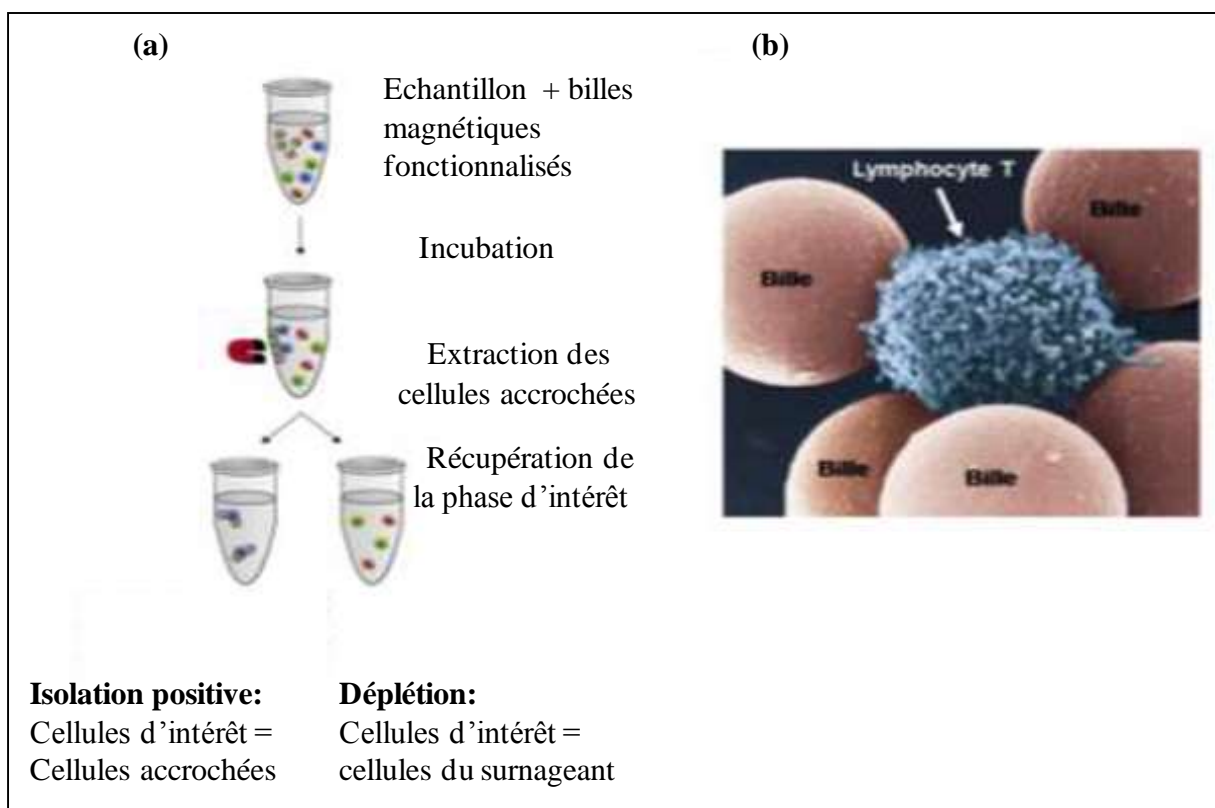 (a)
Echantillon + billes
magnétiques
fonctionnalisés
Incubation
Extraction des
cellules accrochées
Récupération de
la phase d’intérêt
Isolation positive:
Cellules d’intérêt =
Cellules accrochées
Déplétion:
Cellules d’intérêt =
cellules du surnageant
(b)
Lymphocyte T
Bille
Bille
Bille
Bille